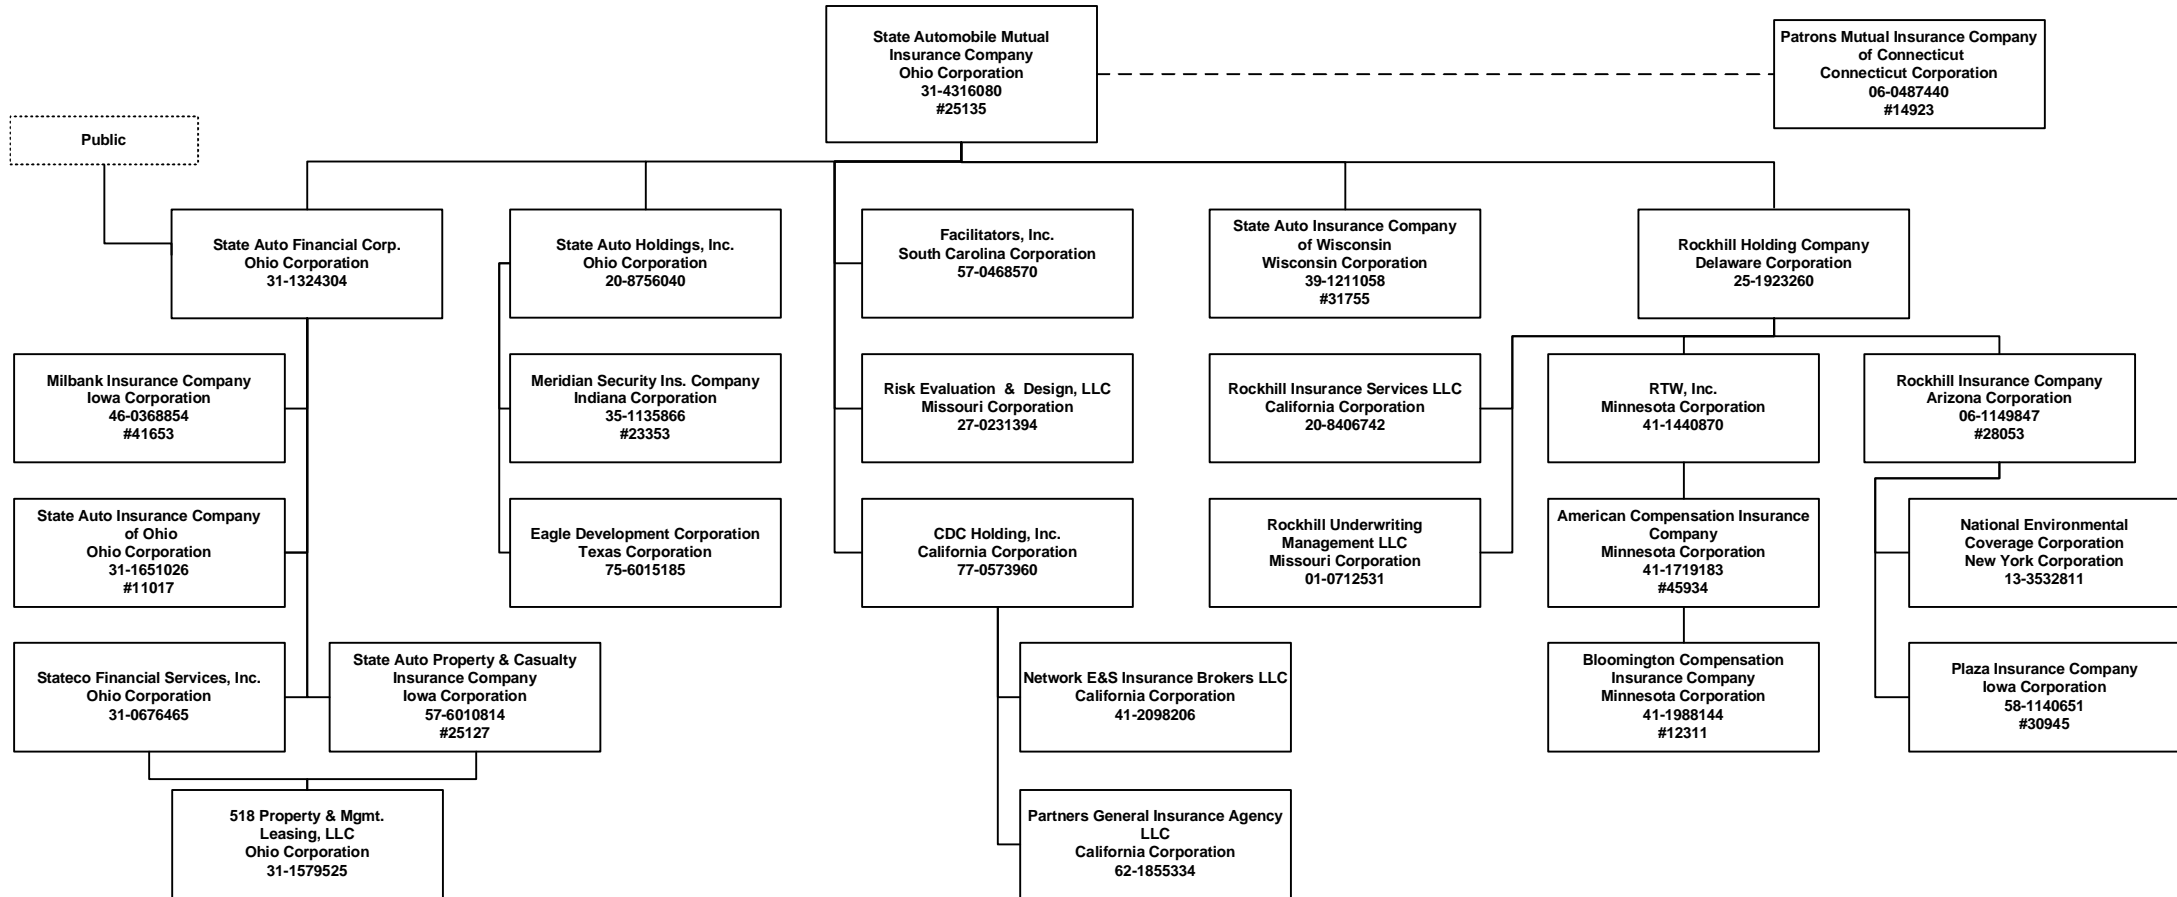 State Automobile Mutual
Insurance Company
Ohio Corporation
31-4316080
#25135
Patrons Mutual Insurance Company
of Connecticut
Connecticut Corporation
06-0487440
#14923
Public
State Auto Financial Corp.
Ohio Corporation
31-1324304
State Auto Holdings, Inc.
Ohio Corporation
20-8756040
Facilitators, Inc.
South Carolina Corporation
57-0468570
State Auto Insurance Company
of Wisconsin
Wisconsin Corporation
39-1211058
#31755
Rockhill Holding Company
Delaware Corporation
25-1923260
Milbank Insurance Company
Iowa Corporation
46-0368854
#41653
Meridian Security Ins. Company
Indiana Corporation
35-1135866
#23353
Risk Evaluation & Design, LLC
Missouri Corporation
27-0231394
Rockhill Insurance Services LLC
California Corporation
20-8406742
RTW, Inc.
Minnesota Corporation
41-1440870
Rockhill Insurance Company
Arizona Corporation
06-1149847
#28053
State Auto Insurance Company
of Ohio
Ohio Corporation
31-1651026
#11017
Eagle Development Corporation
Texas Corporation
75-6015185
CDC Holding, Inc.
California Corporation
77-0573960
Rockhill Underwriting
Management LLC
Missouri Corporation
01-0712531
American Compensation Insurance
Company
Minnesota Corporation
41-1719183
#45934
National Environmental
Coverage Corporation
New York Corporation
13-3532811
Stateco Financial Services, Inc.
Ohio Corporation
31-0676465
State Auto Property & Casualty
Insurance Company
Iowa Corporation
57-6010814
#25127
Network E&S Insurance Brokers LLC
California Corporation
41-2098206
Bloomington Compensation
Insurance Company
Minnesota Corporation
41-1988144
#12311
Plaza Insurance Company
Iowa Corporation
58-1140651
#30945
518 Property & Mgmt.
Leasing, LLC
Ohio Corporation
31-1579525
Partners General Insurance Agency
LLC
California Corporation
62-1855334